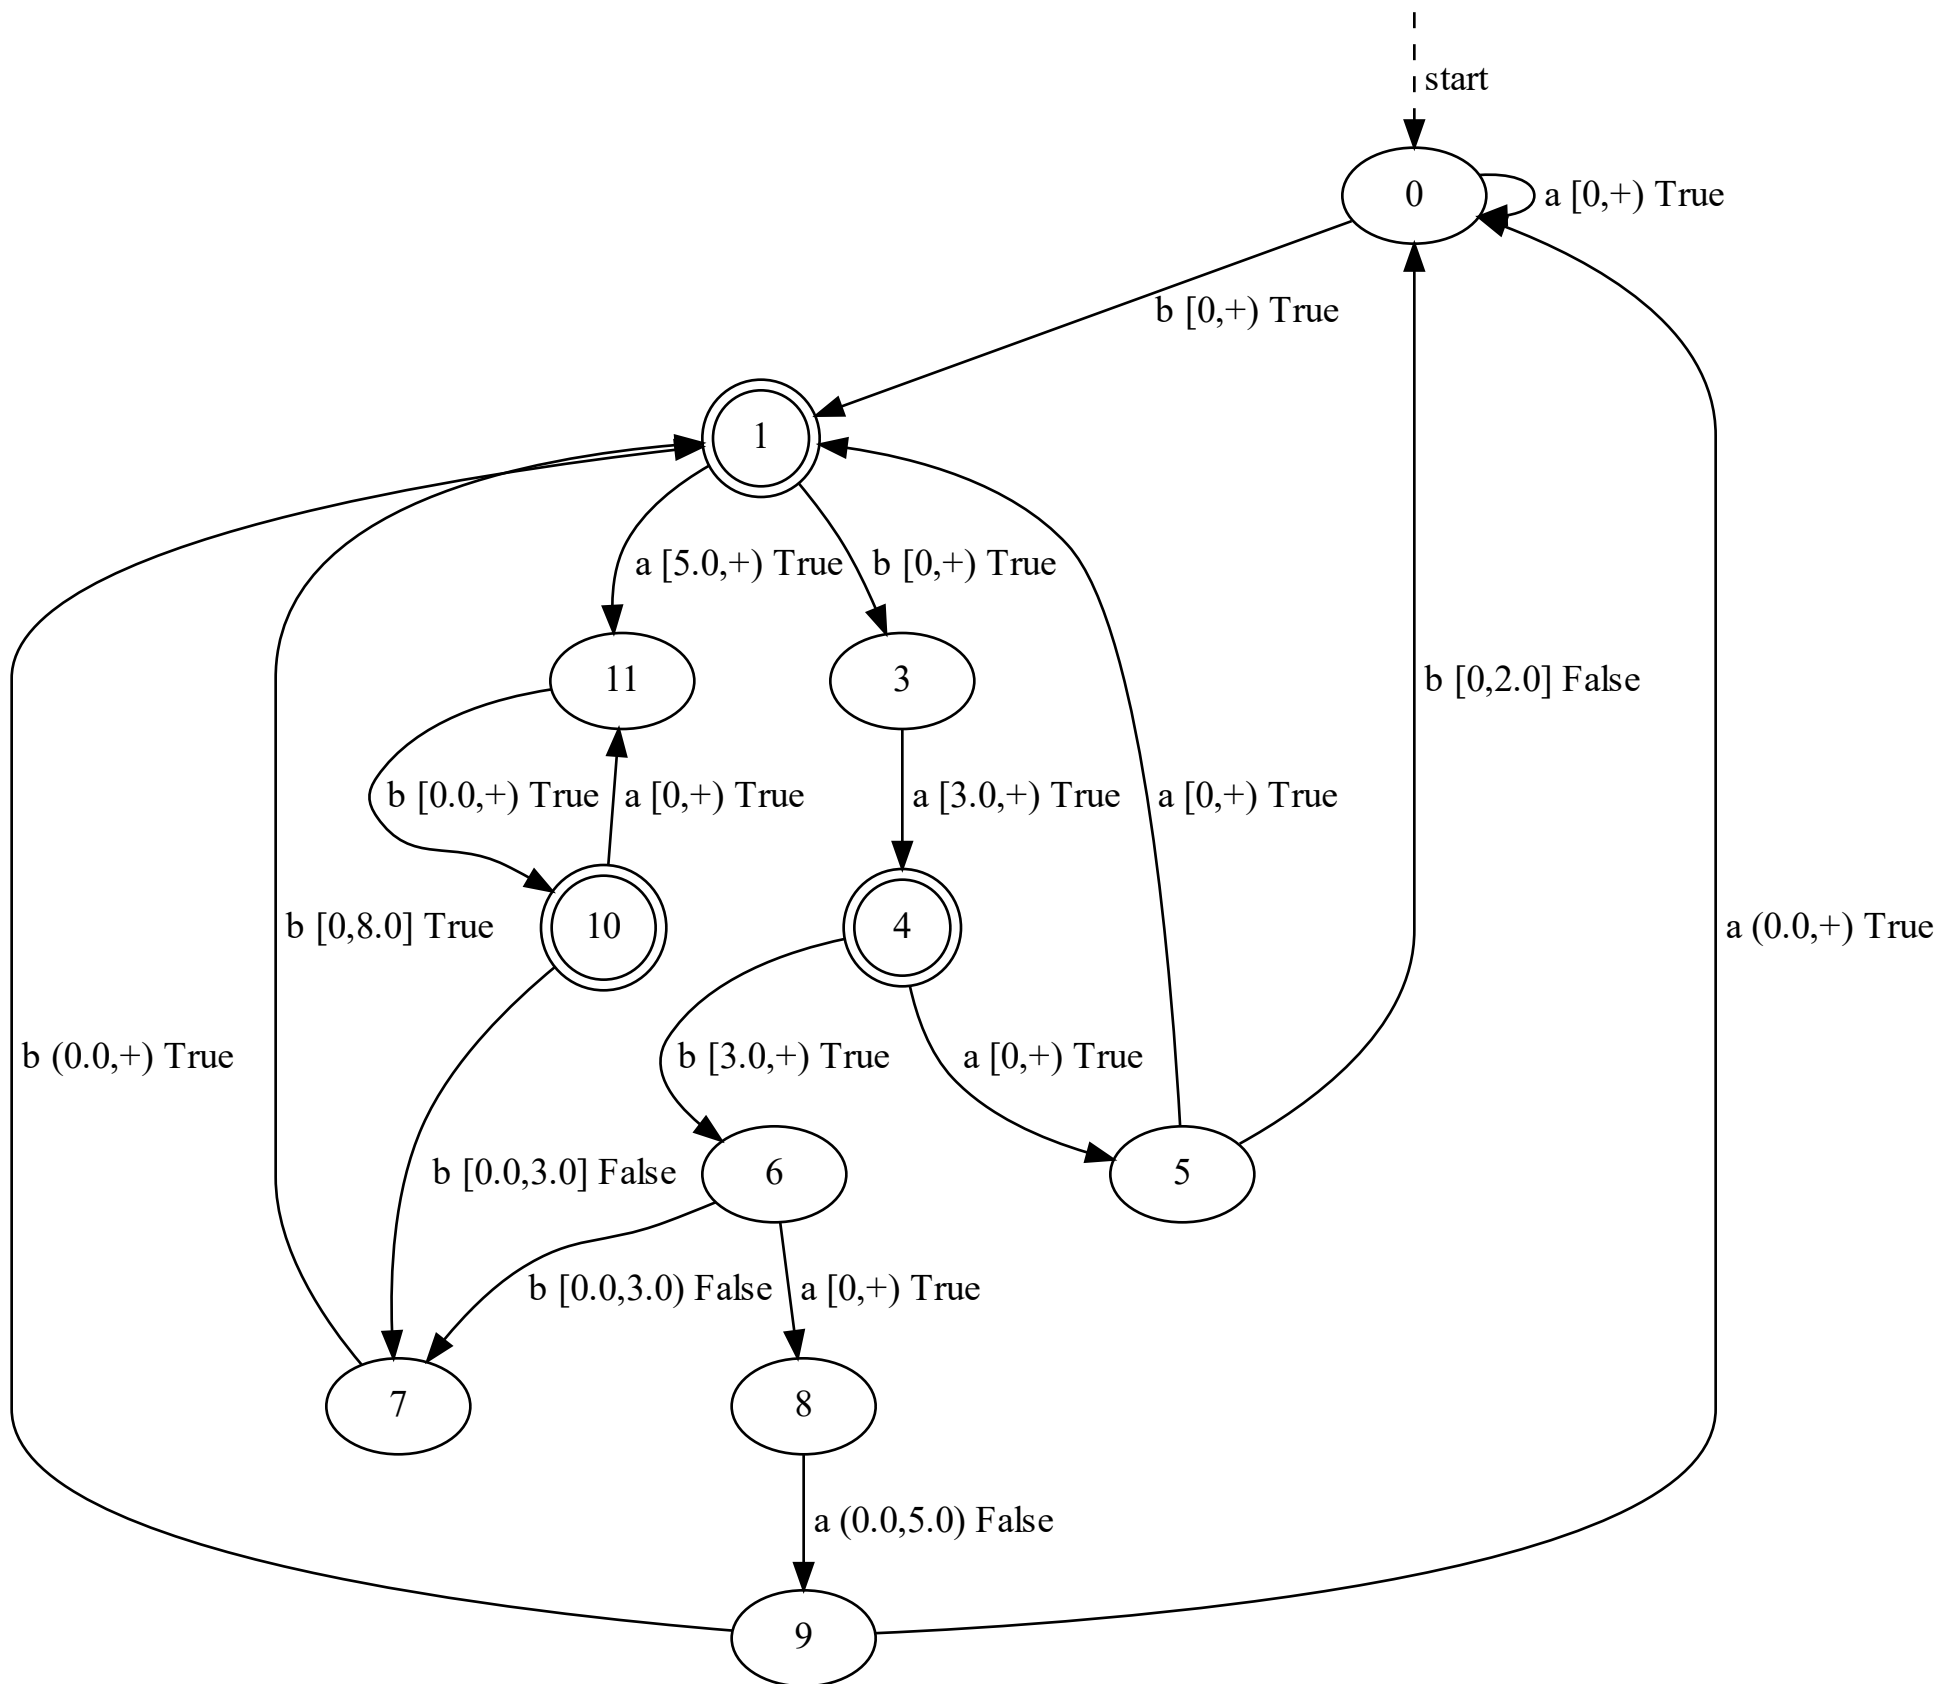 start
0
a [0,+) True
b [0,+) True
1
a [5.0,+) True
b [0,+) True
11
3
b [0,2.0] False
b [0.0,+) True
a [0,+) True
a [3.0,+) True
a [0,+) True
b [0,8.0] True
10
4
a (0.0,+) True
b (0.0,+) True
b [3.0,+) True
a [0,+) True
b [0.0,3.0] False
6
5
b [0.0,3.0) False
a [0,+) True
7
8
a (0.0,5.0) False
9